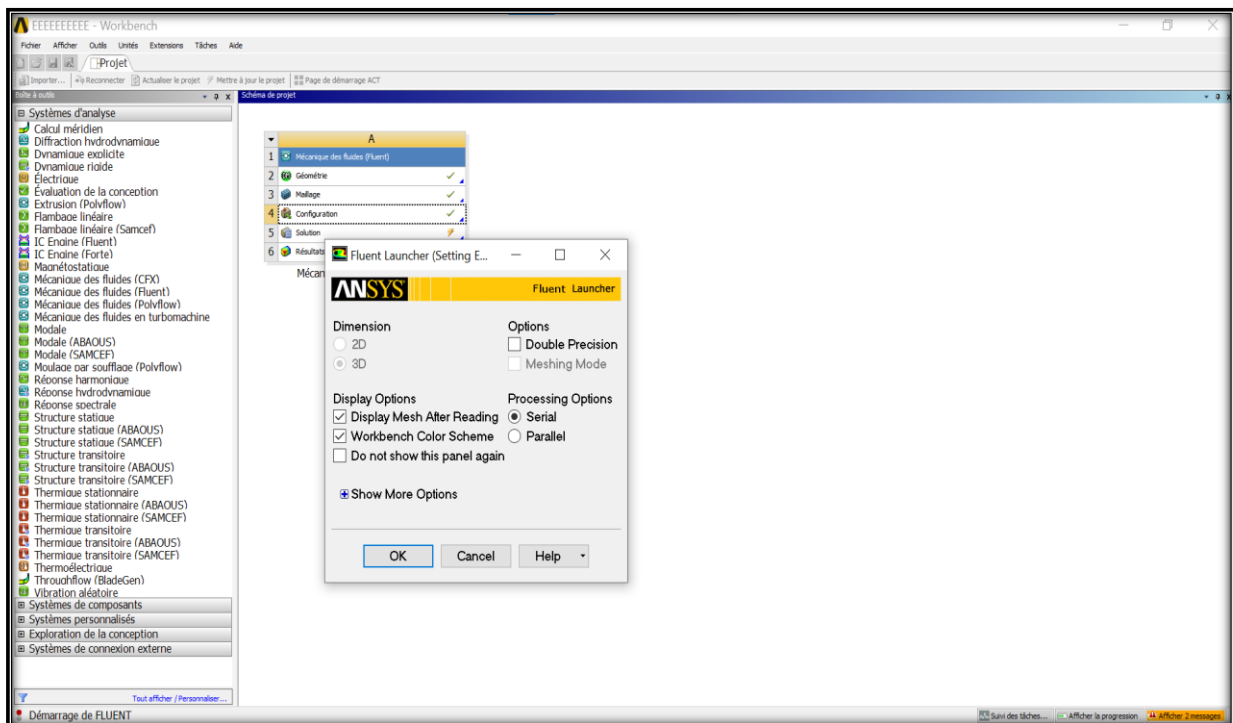 EEEEEEEEEE - Workbench
Fichier Afficher Outils Unités Extensions Tâches Aide
Projet
Importer... Reconnecter Actualiser le projet Mettre à jour le projet Page de démarrage ACT
Boîte à outils
Schéma de projet
Systèmes d'analyse
Calcul méridien
Diffraction hydrodynamique
Dynamique explicite
Dynamique rigide
Électrique
Évaluation de la conception
Extrusion (Polyflow)
Flambage linéaire
Flambage linéaire (Samcef)
IC Engine (Fluent)
IC Engine (Forte)
Magnétostatique
Mécanique des fluides (CFX)
Mécanique des fluides (Fluent)
Mécanique des fluides (Polyflow)
Mécanique des fluides en turbomachine
Modale
Modale (ABAQUS)
Modale (SAMCEF)
Moulage par soufflage (Polyflow)
Réponse harmonique
Réponse hydrodynamique
Réponse spectrale
Structure statique
Structure statique (ABAQUS)
Structure statique (SAMCEF)
Structure transitoire
Structure transitoire (ABAQUS)
Structure transitoire (SAMCEF)
Thermique stationnaire
Thermique stationnaire (ABAQUS)
Thermique stationnaire (SAMCEF)
Thermique transitoire
Thermique transitoire (ABAQUS)
Thermique transitoire (SAMCEF)
Thermoélectrique
Throughflow (BladeGen)
Vibration aléatoire
Systèmes de composants
Systèmes personnalisés
Exploration de la conception
Systèmes de connexion externe
Tout afficher / Personnaliser...
A
1 Mécanique des fluides (Fluent)
2 Géométrie
3 Maillage
4 Configuration
5 Solution
6 Résultats
Mécan
Fluent Launcher (Setting E...
ANSYS Fluent Launcher
Dimension
2D
3D
Options
Double Precision
Meshing Mode
Display Options
Display Mesh After Reading
Workbench Color Scheme
Do not show this panel again
Processing Options
Serial
Parallel
Show More Options
OK Cancel Help
Démarrage de FLUENT
Suivi des tâches... Afficher la progression Afficher 2 messages